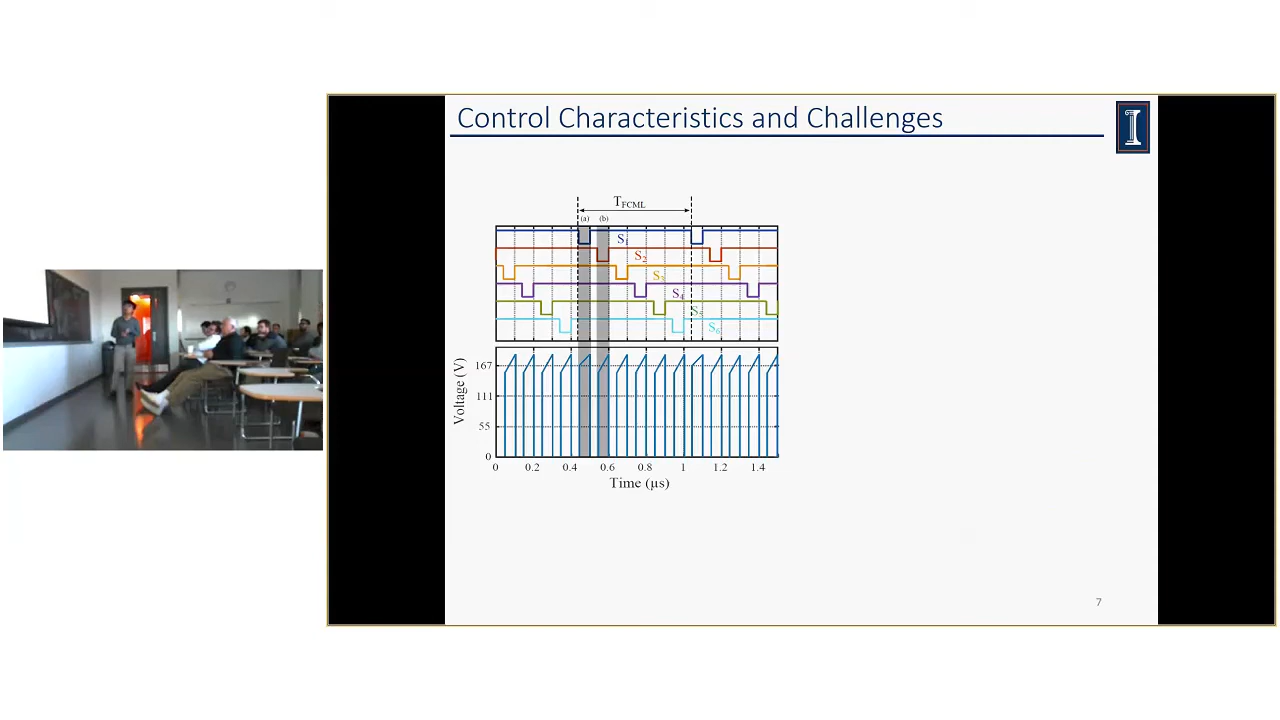 Control Characteristics and Challenges
T_FCML
(a) (b)
S1
S2
S3
S4
S5
S6
Voltage (V)
167
111
55
0
0 0.2 0.4 0.6 0.8 1 1.2 1.4
Time (μs)
7